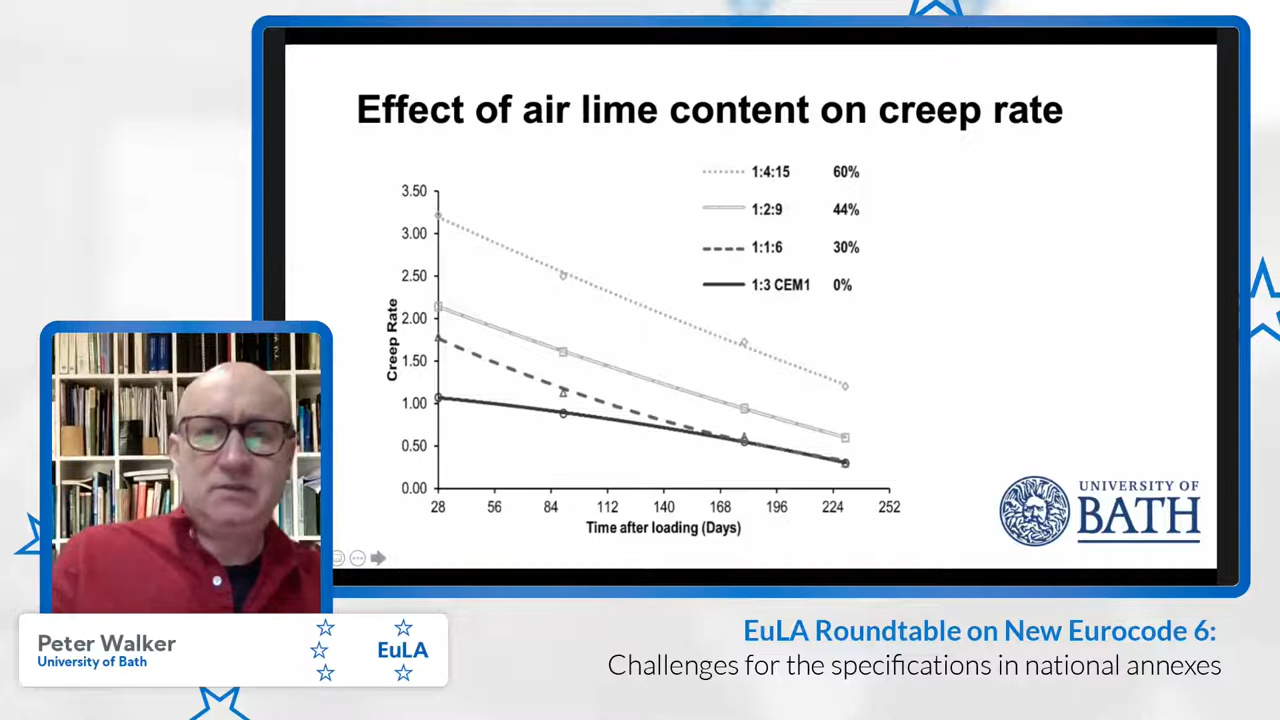 Effect of air lime content on creep rate
1:4:15 60%
1:2:9 44%
1:1:6 30%
1:3 CEM1 0%
Creep Rate
3.50
3.00
2.50
2.00
1.50
1.00
0.50
0.00
28 56 84 112 140 168 196 224 252
Time after loading (Days)
UNIVERSITY OF
BATH
Peter Walker
University of Bath
EuLA
EuLA Roundtable on New Eurocode 6:
Challenges for the specifications in national annexes